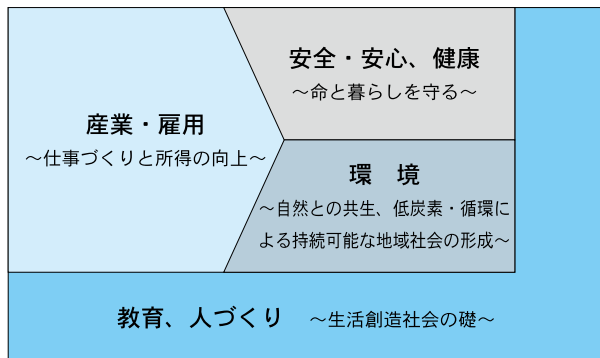 産業・雇用
～仕事づくりと所得の向上～
安全・安心、健康
～命と暮らしを守る～
環　境
～自然との共生、低炭素・循環に
よる持続可能な地域社会の形成～
教育、人づくり　～生活創造社会の礎～